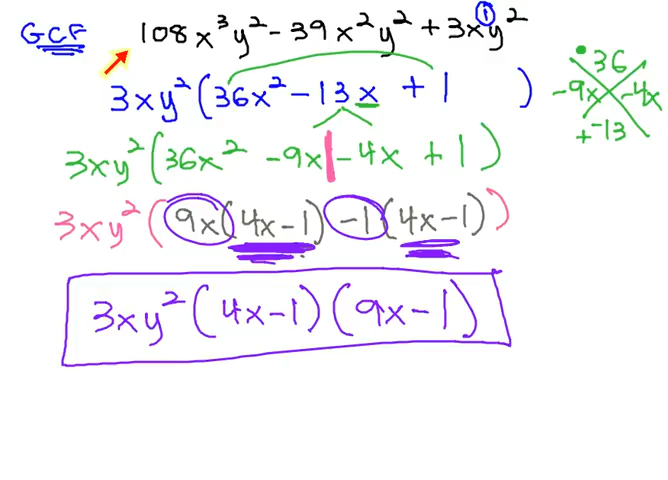 GCF 108x³y² - 39x²y² + 3xy² 1
3xy²(36x² - 13x + 1)
36
-9x -4x
+ -13
3xy²(36x² - 9x | - 4x + 1)
3xy²(9x(4x-1) -1(4x-1))
3xy²(4x-1)(9x-1)